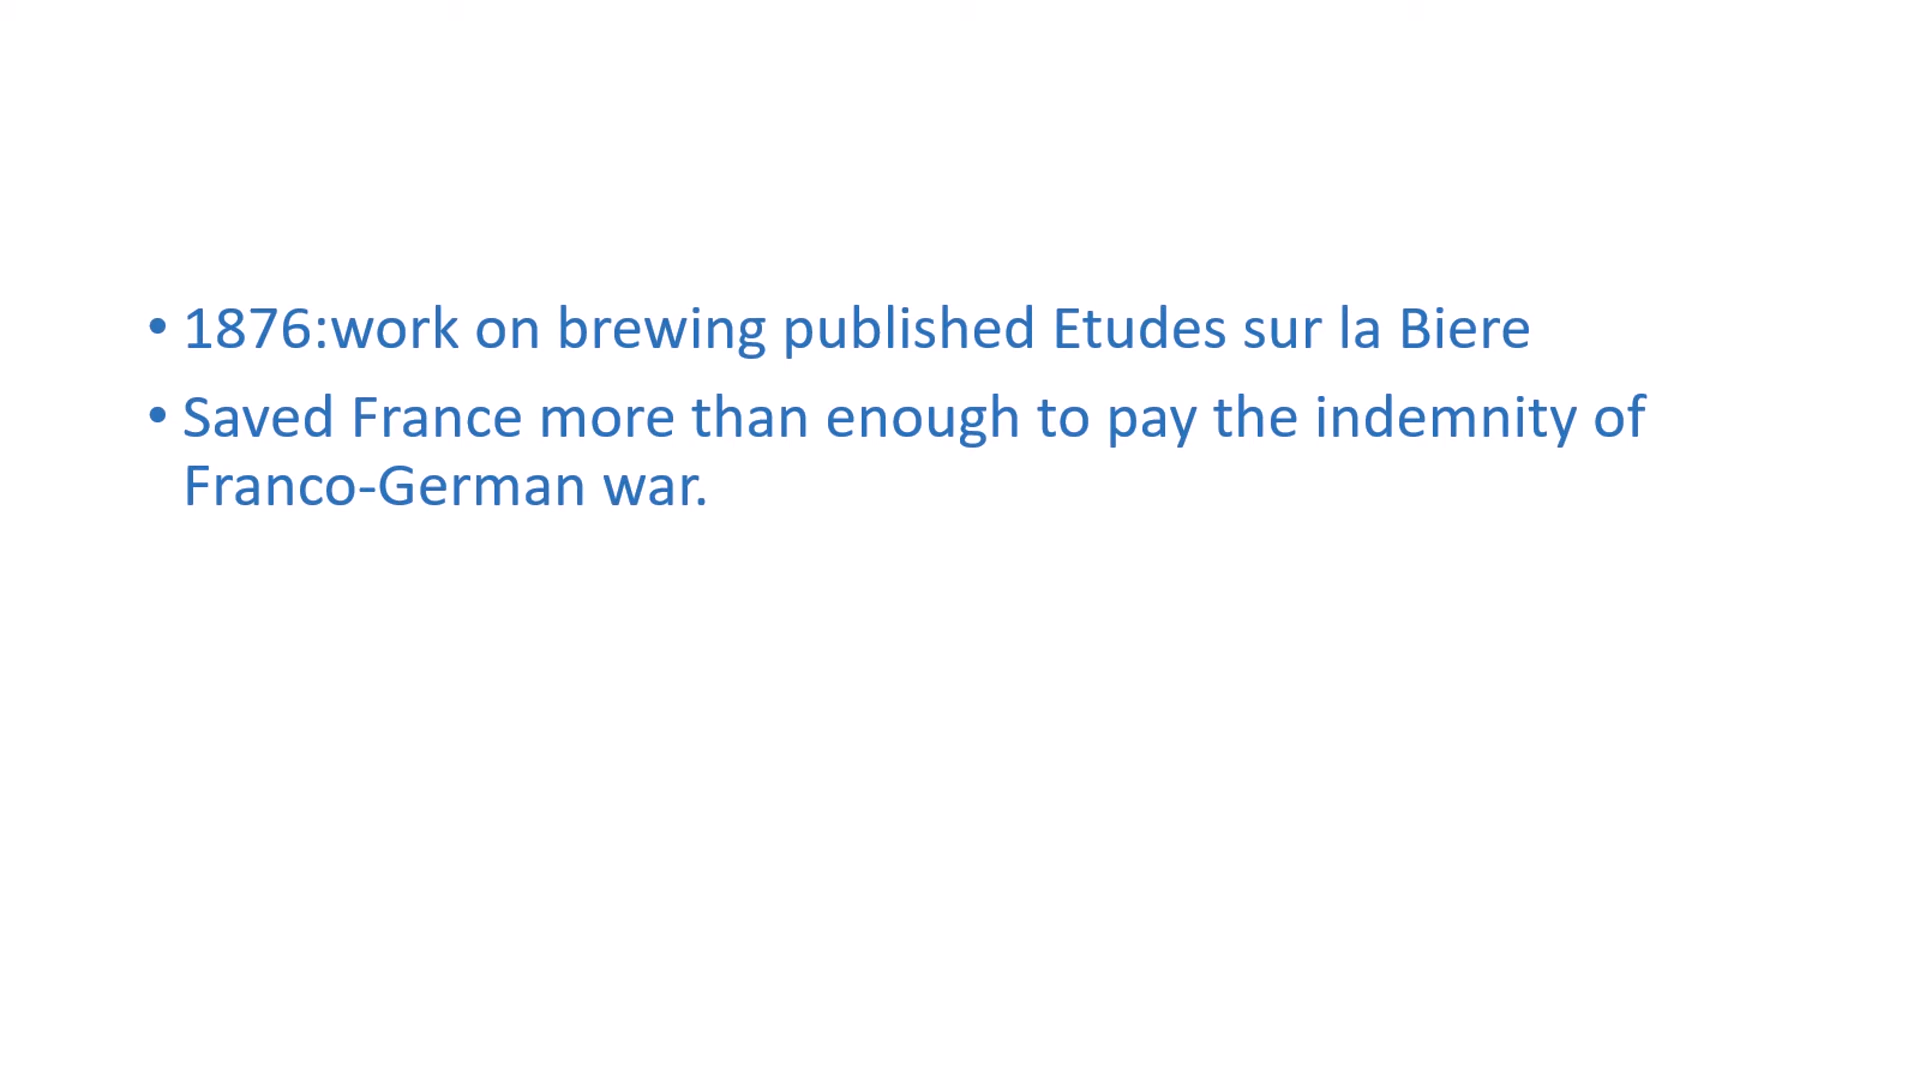 • 1876:work on brewing published Etudes sur la Biere
• Saved France more than enough to pay the indemnity of
Franco-German war.